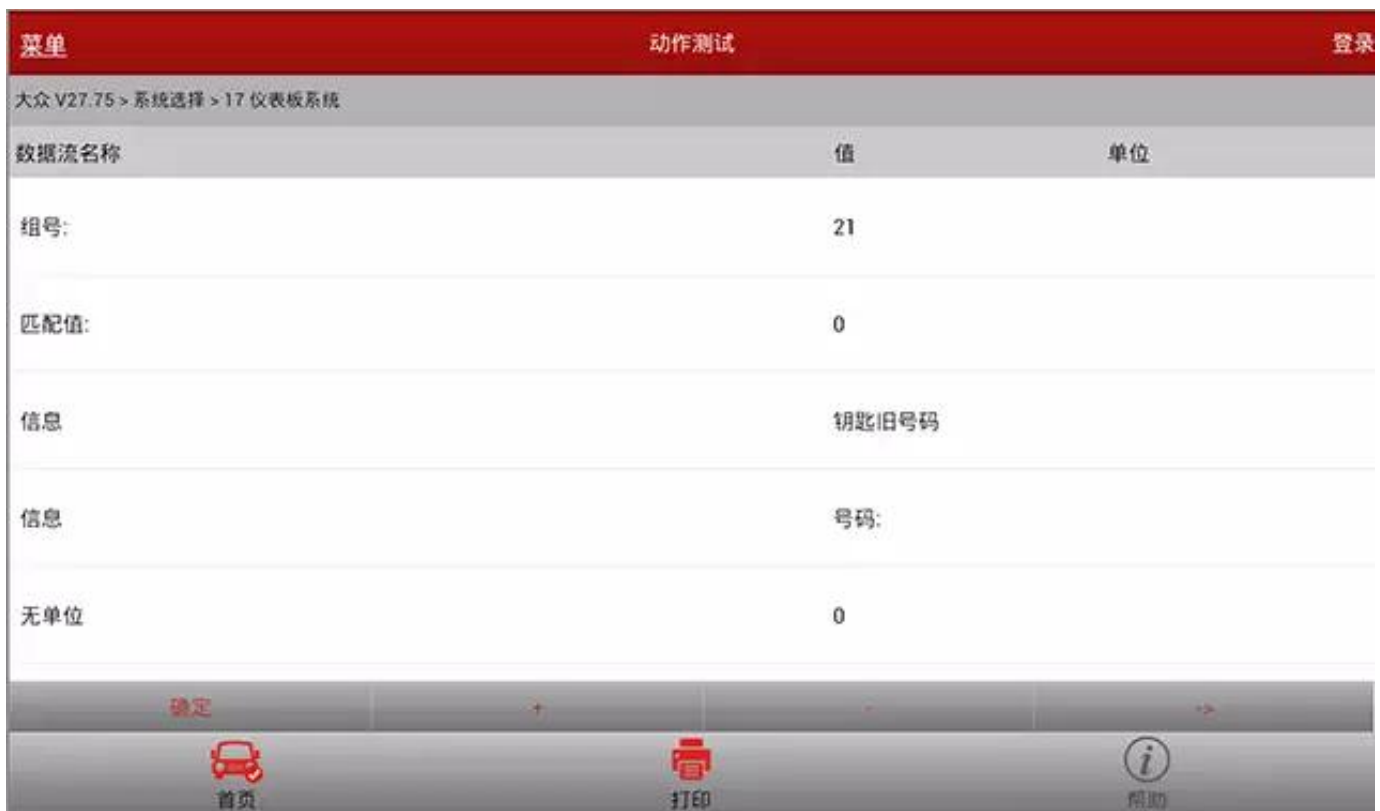 菜单 动作测试 登录
大众 V27.75 > 系统选择 > 17 仪表板系统
数据流名称 值 单位
组号: 21
匹配值: 0
信息 钥匙旧号码
信息 号码:
无单位 0
确定 + - ->
首页 打印 帮助